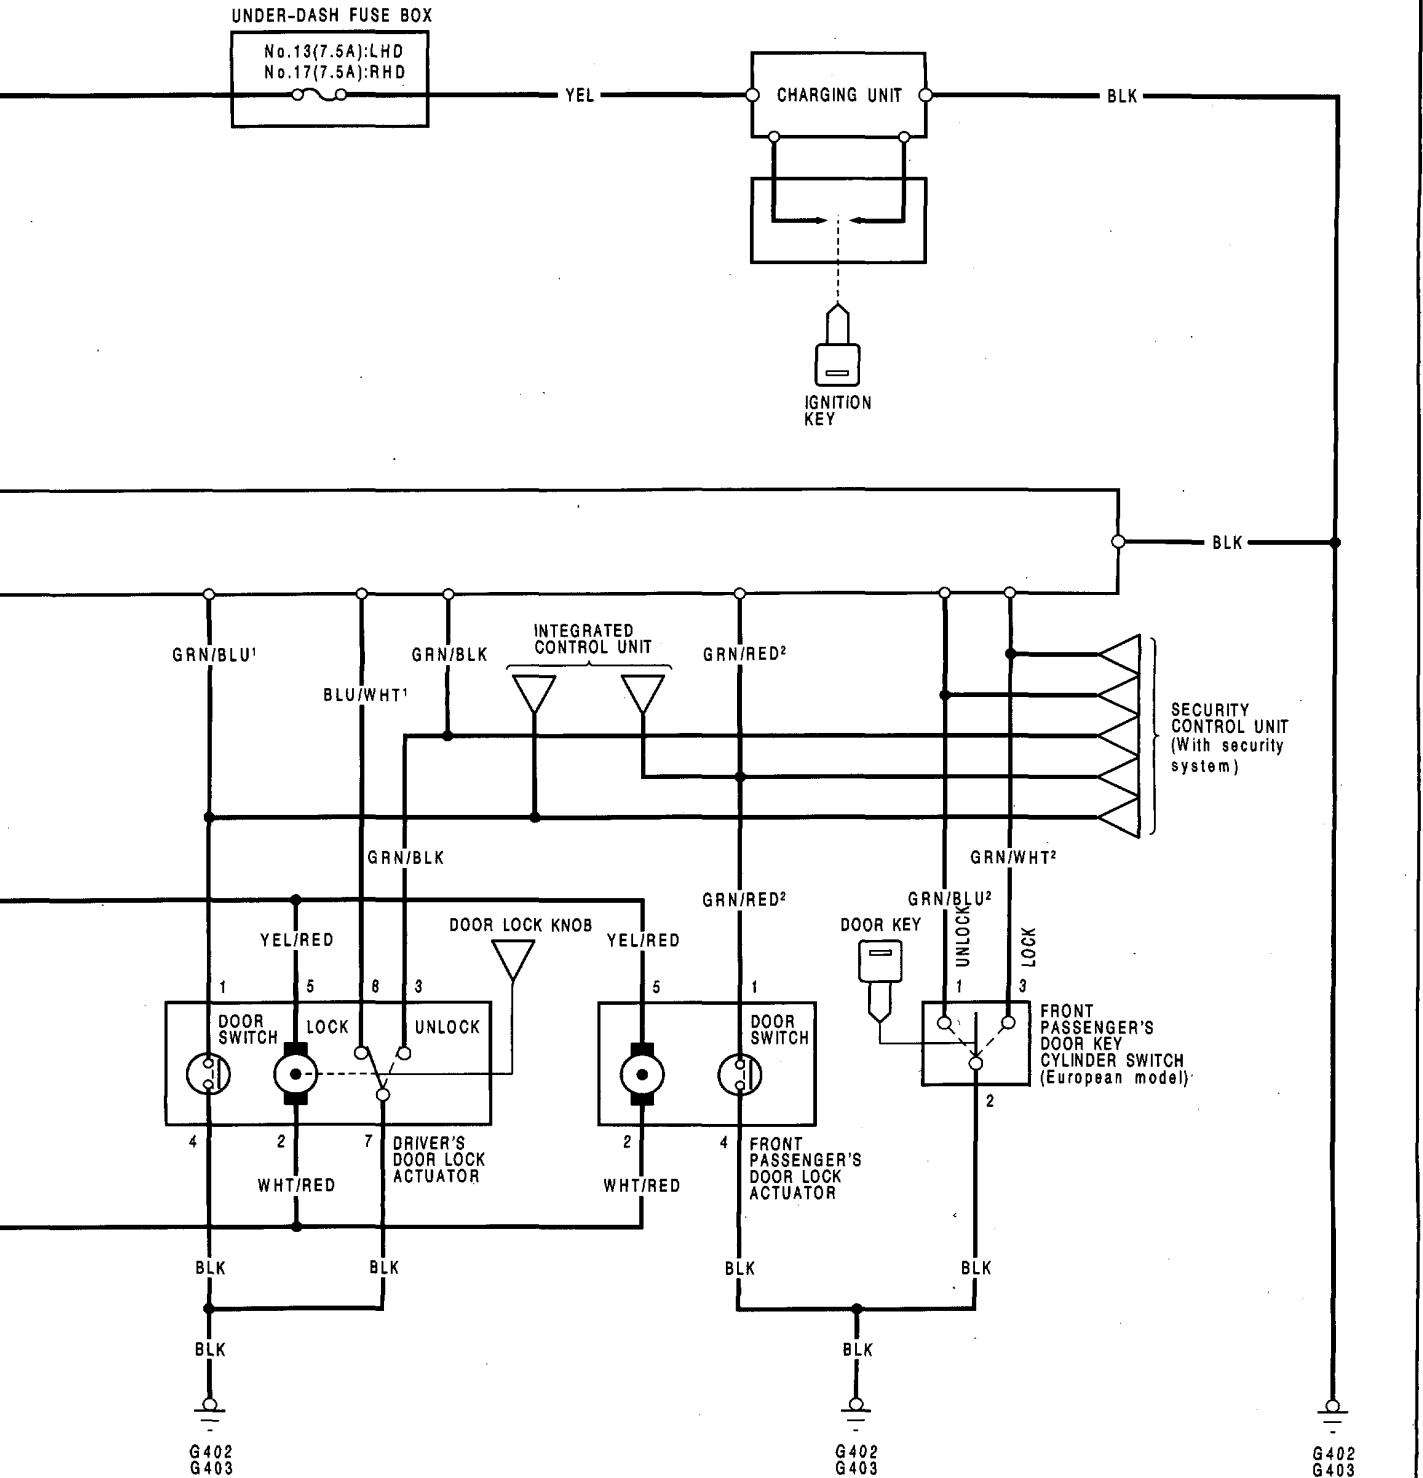 UNDER-DASH FUSE BOX
No.13(7.5A):LHD
No.17(7.5A):RHD
YEL
CHARGING UNIT
BLK
IGNITION
KEY
BLK
GRN/BLU¹
BLU/WHT¹
GRN/BLK
INTEGRATED
CONTROL UNIT
GRN/RED²
SECURITY
CONTROL UNIT
(With security
system)
GRN/BLK
GRN/WHT²
GRN/RED²
GRN/BLU²
DOOR LOCK KNOB
DOOR KEY
UNLOCK
LOCK
YEL/RED
YEL/RED
1
5
6
3
5
1
1
3
DOOR
SWITCH
LOCK
UNLOCK
DOOR
SWITCH
FRONT
PASSENGER'S
DOOR KEY
CYLINDER SWITCH
(European model)
2
4
2
7
DRIVER'S
DOOR LOCK
ACTUATOR
2
4
FRONT
PASSENGER'S
DOOR LOCK
ACTUATOR
WHT/RED
WHT/RED
BLK
BLK
BLK
BLK
BLK
BLK
G402
G403
G402
G403
G402
G403